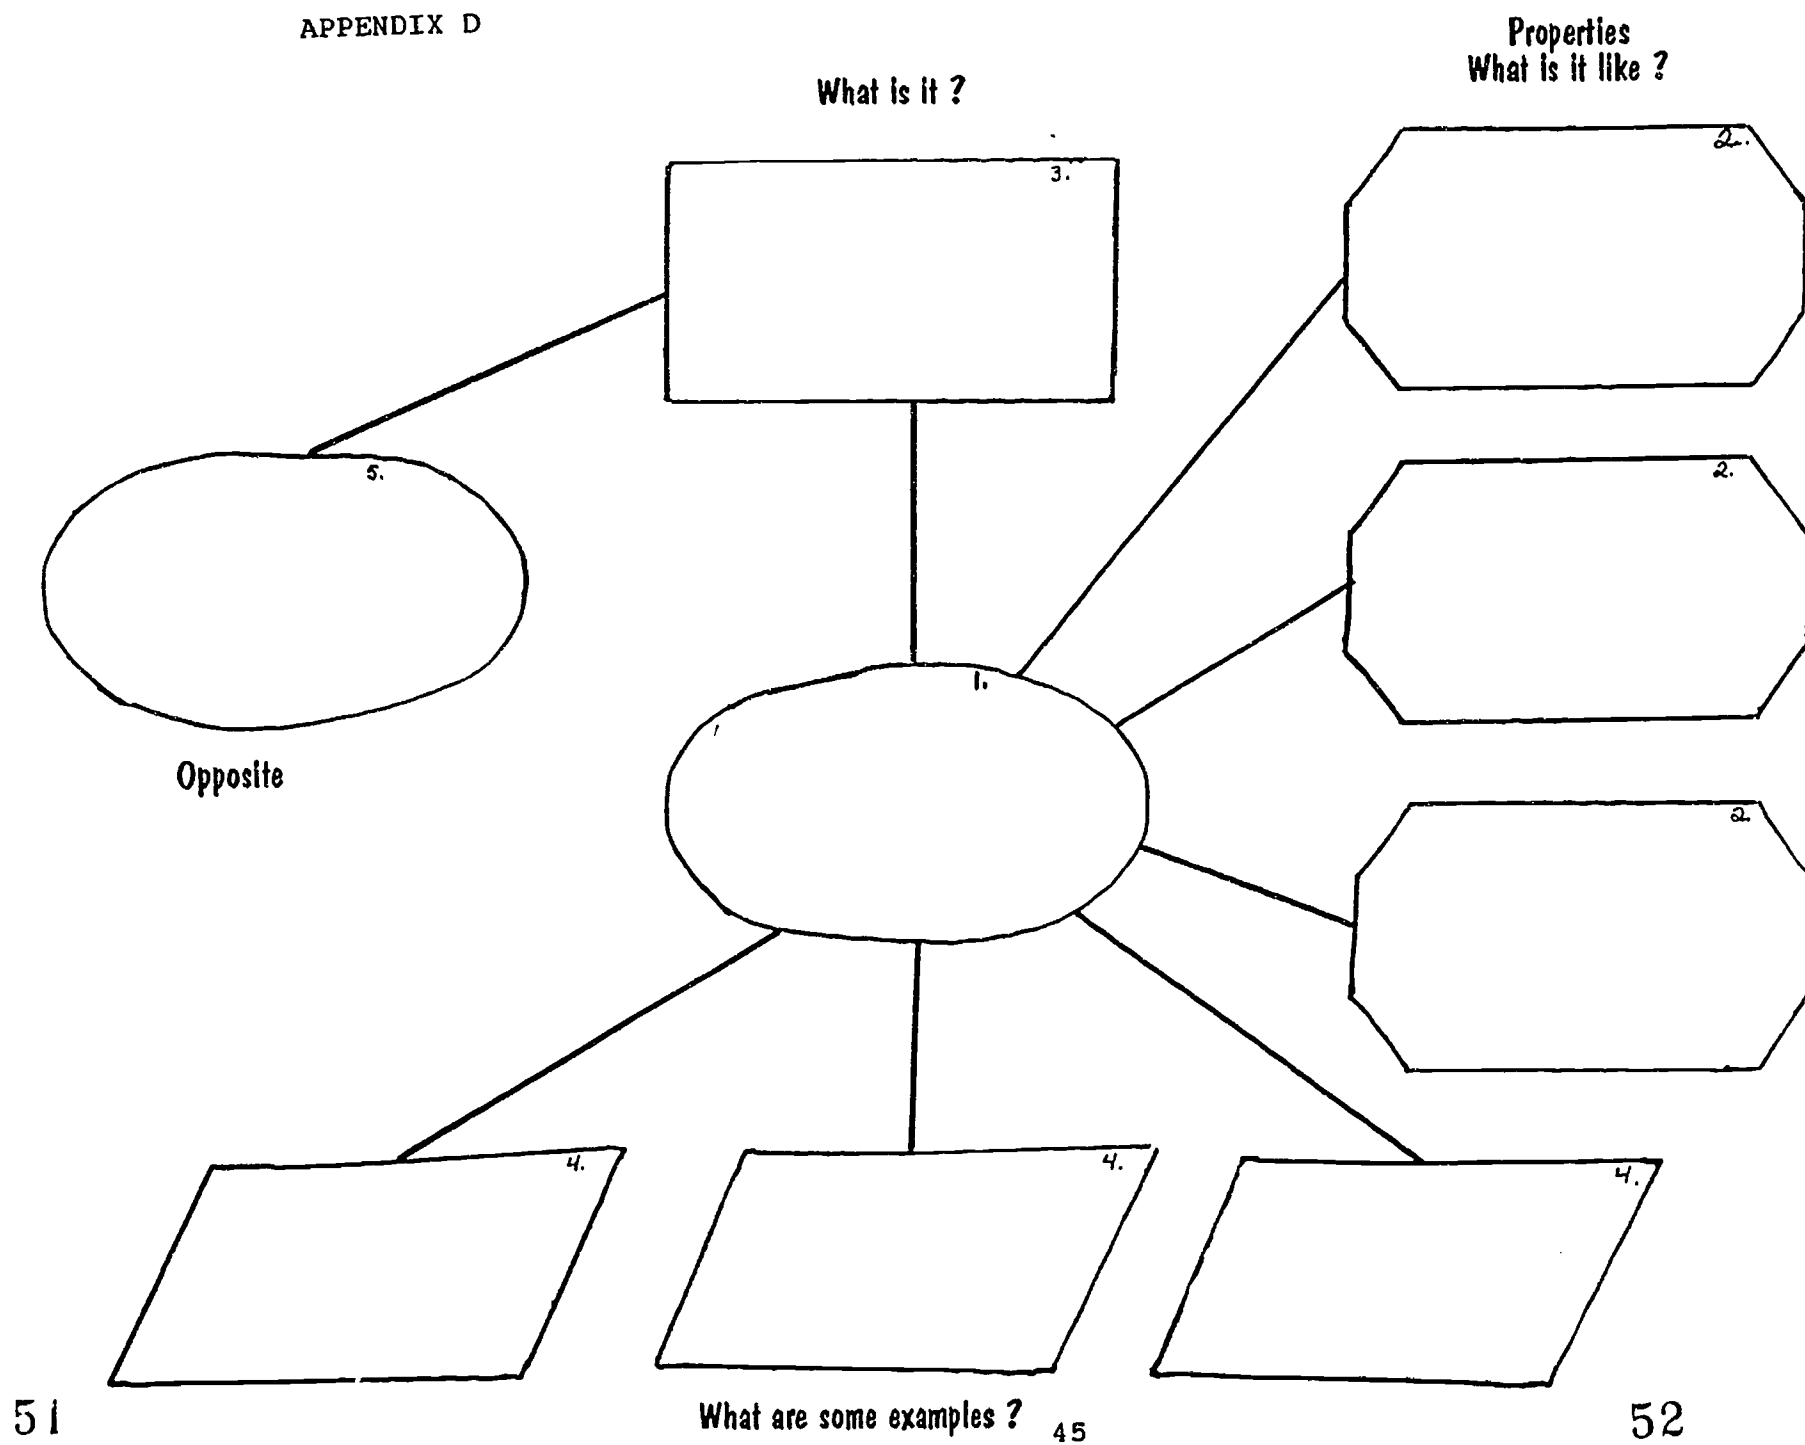 APPENDIX D
Properties
What is it like ?
What is it ?
2.
3.
2.
5.
1.
Opposite
2.
4.
4.
4.
What are some examples ?
51
45
52